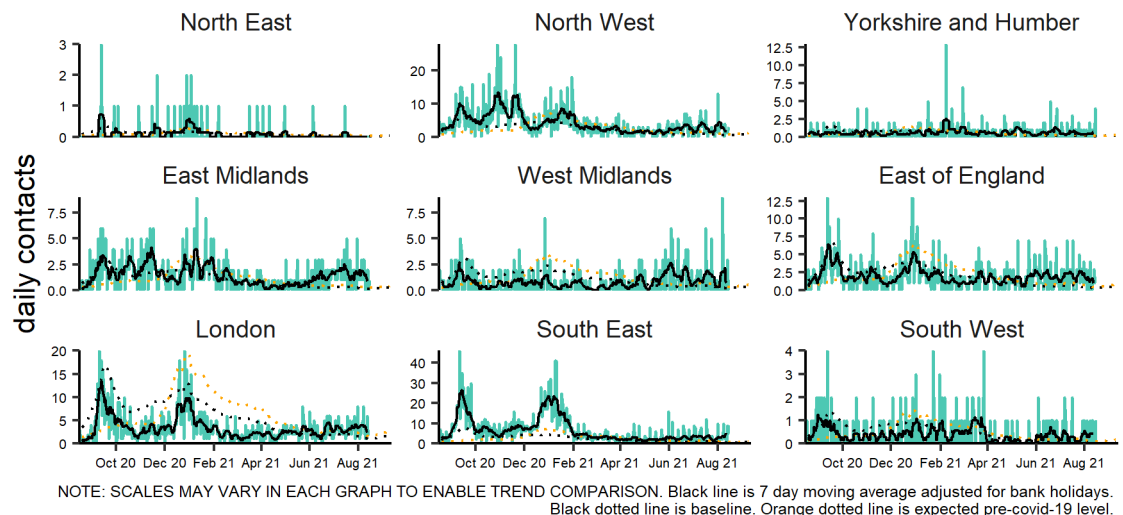 North East
North West
Yorkshire and Humber
3
2
1
0
20
10
0
12.5
10.0
7.5
5.0
2.5
0.0
East Midlands
West Midlands
East of England
7.5
5.0
2.5
0.0
7.5
5.0
2.5
0.0
12.5
10.0
7.5
5.0
2.5
0.0
daily contacts
London
South East
South West
20
15
10
5
0
40
30
20
10
0
4
3
2
1
0
Oct 20 Dec 20 Feb 21 Apr 21 Jun 21 Aug 21
Oct 20 Dec 20 Feb 21 Apr 21 Jun 21 Aug 21
Oct 20 Dec 20 Feb 21 Apr 21 Jun 21 Aug 21
NOTE: SCALES MAY VARY IN EACH GRAPH TO ENABLE TREND COMPARISON. Black line is 7 day moving average adjusted for bank holidays.
Black dotted line is baseline. Orange dotted line is expected pre-covid-19 level.